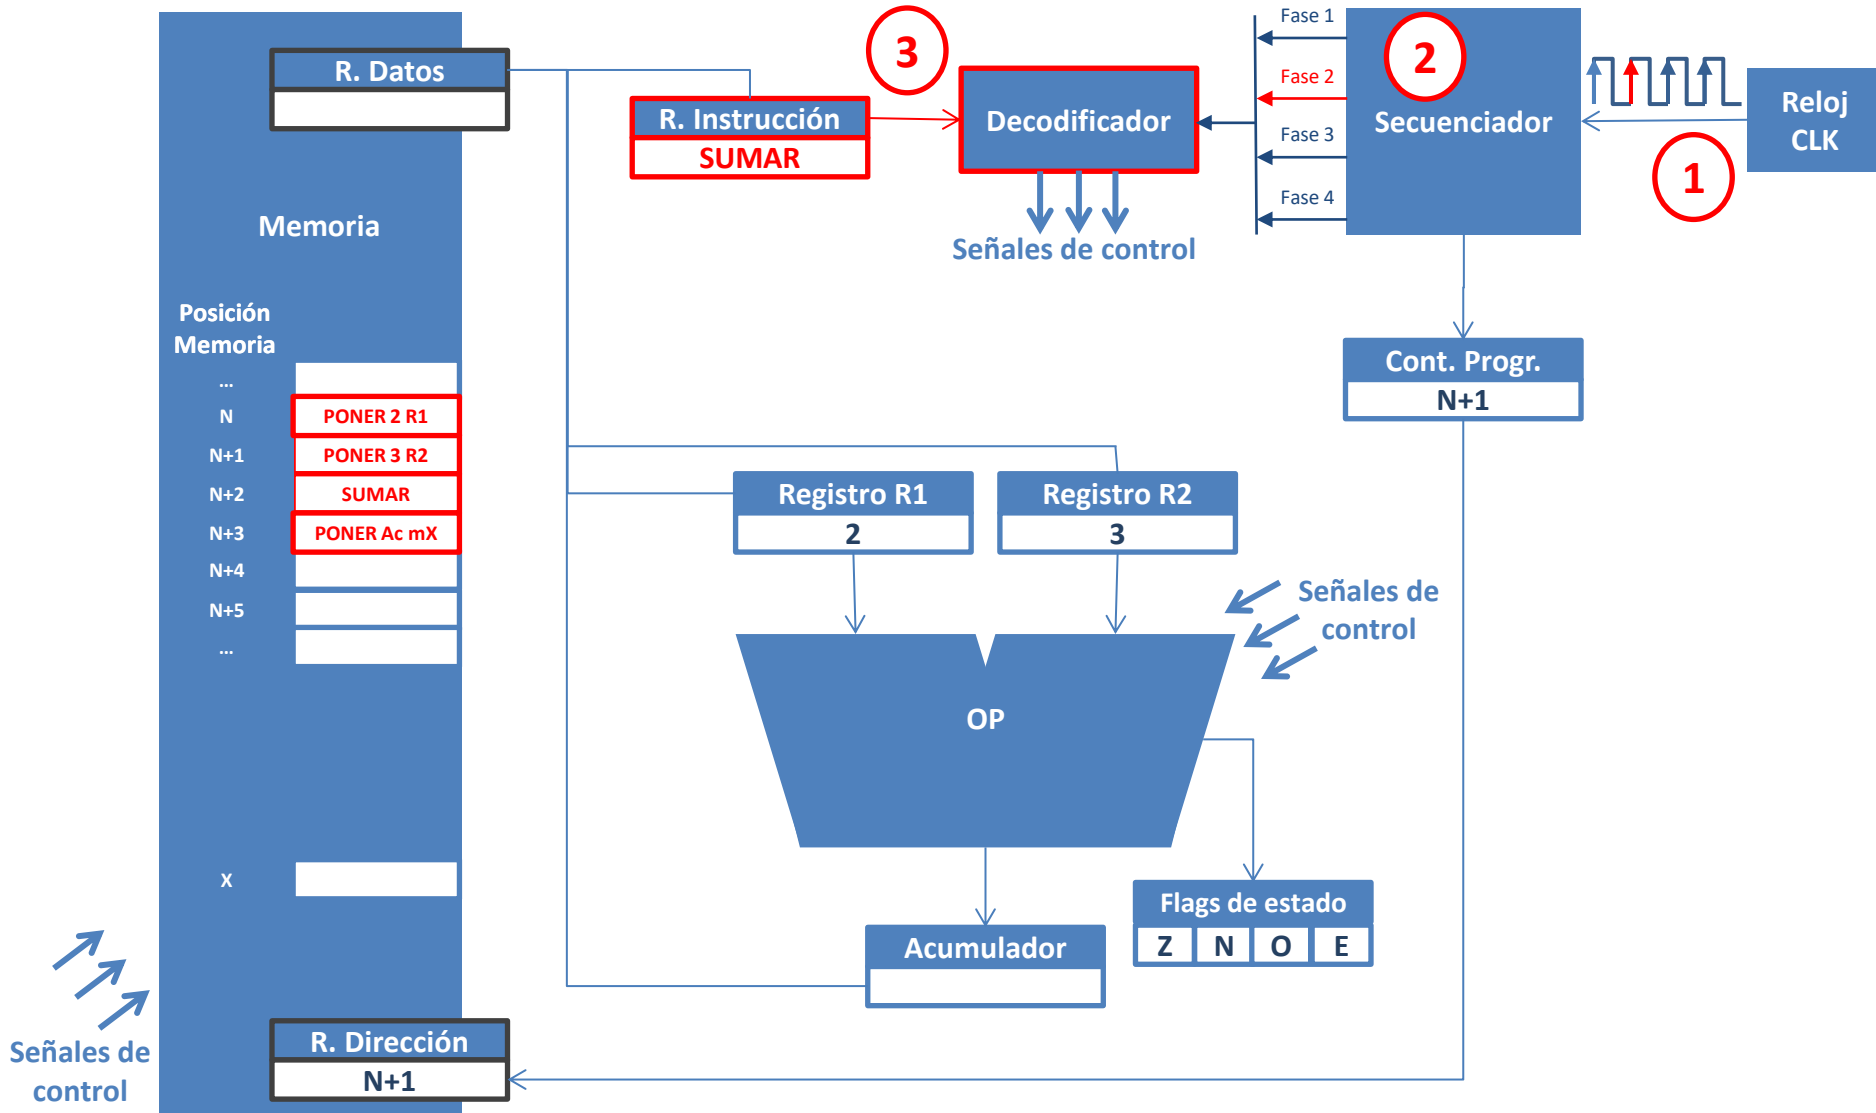 R. Datos
Memoria
Posición
Memoria
...
N
PONER 2 R1
N+1
PONER 3 R2
N+2
SUMAR
N+3
PONER Ac mX
N+4
N+5
...
X
Señales de
control
R. Dirección
N+1
R. Instrucción
SUMAR
3
Decodificador
Señales de control
Fase 1
Fase 2
Fase 3
Fase 4
2
Secuenciador
1
Reloj
CLK
Cont. Progr.
N+1
Registro R1
2
Registro R2
3
Señales de
control
OP
Flags de estado
Z N O E
Acumulador